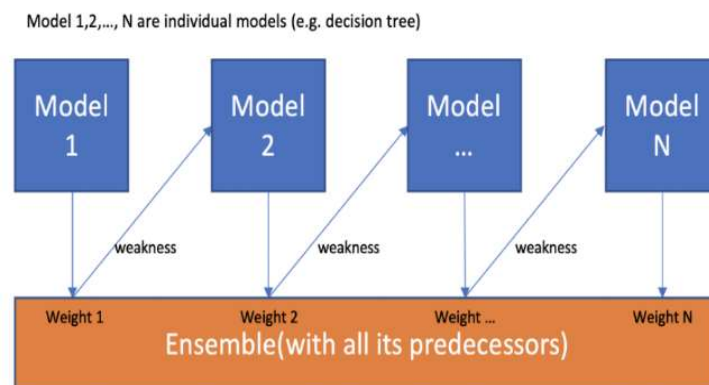 Model 1,2,..., N are individual models (e.g. decision tree)
Model
1
Model
2
Model
...
Model
N
weakness
weakness
weakness
Weight 1
Weight 2
Weight ...
Weight N
Ensemble(with all its predecessors)